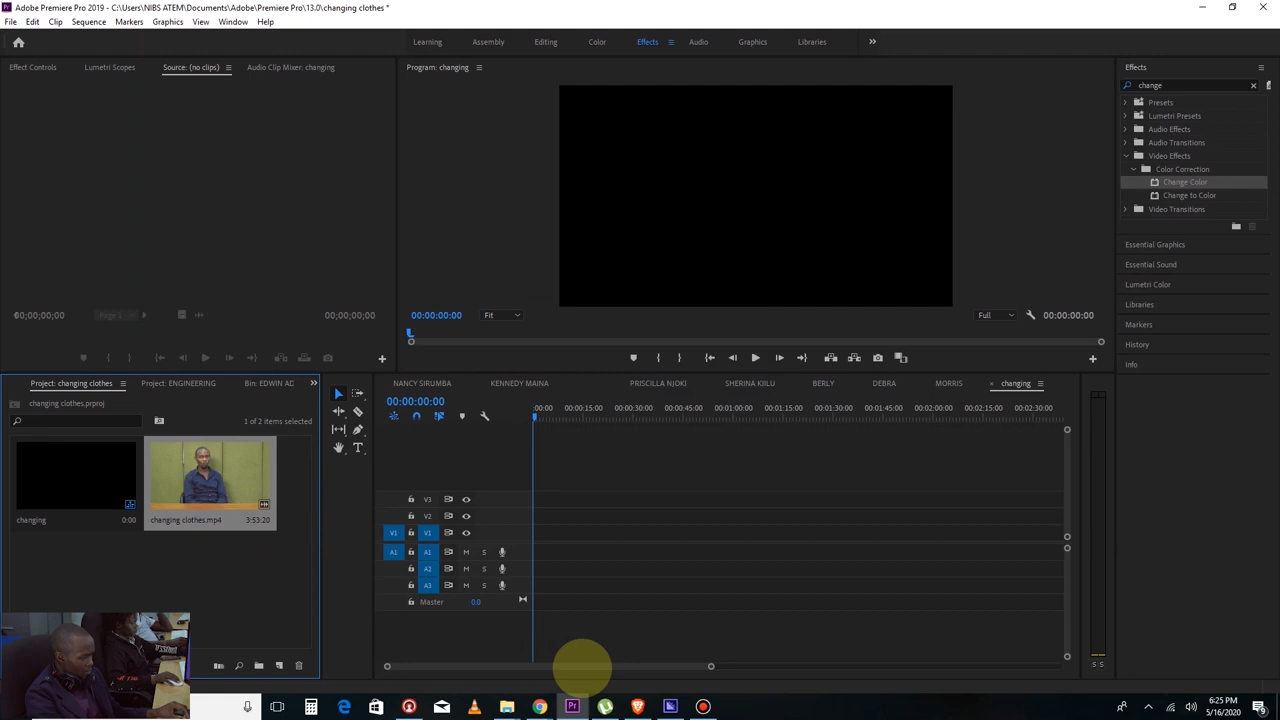 Adobe Premiere Pro 2019 - C:\Users\NIBS ATEM\Documents\Adobe\Premiere Pro\13.0\changing clothes *
File Edit Clip Sequence Markers Graphics View Window Help
Learning Assembly Editing Color Effects Audio Graphics Libraries
Effect Controls Lumetri Scopes Source: (no clips) Audio Clip Mixer: changing
Program: changing
Effects
change
Presets
Lumetri Presets
Audio Effects
Audio Transitions
Video Effects
Color Correction
Change Color
Change to Color
Video Transitions
Essential Graphics
Essential Sound
Lumetri Color
Libraries
Markers
History
Info
00;00;00;00 Page 1 00;00;00;00
00:00:00:00 Fit Full 00:00:00:00
Project: changing clothes Project: ENGINEERING Bin: EDWIN AD
changing clothes.prproj
1 of 2 items selected
changing 0:00
changing clothes.mp4 3:53:20
NANCY SIRUMBA KENNEDY MAINA PRISCILLA NJOKI SHERINA KIILU BERLY DEBRA MORRIS changing
00:00:00:00
:00:00 00:00:15:00 00:00:30:00 00:00:45:00 00:01:00:00 00:01:15:00 00:01:30:00 00:01:45:00 00:02:00:00 00:02:15:00 00:02:30:00
V3
V2
V1 V1
A1 A1 M S
A2 M S
A3 M S
Master 0.0
S S
Pr
6:25 PM
5/16/2020